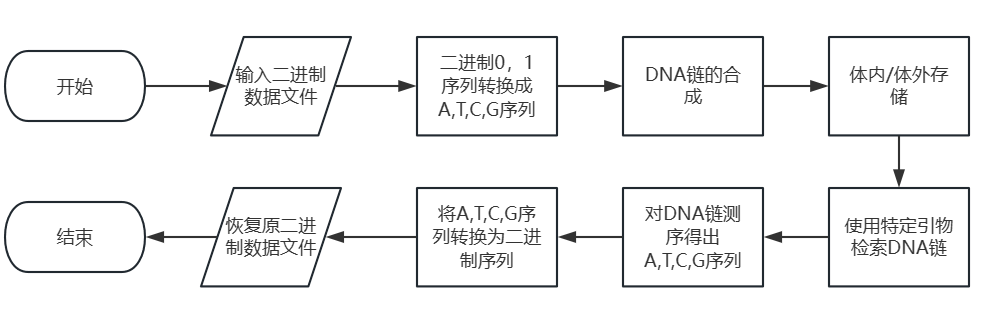 开始
输入二进制
数据文件
二进制0，1
序列转换成
A,T,C,G序列
DNA链的合
成
体内/体外存
储
结束
恢复原二进
制数据文件
将A,T,C,G序
列转换为二进
制序列
对DNA链测
序得出
A,T,C,G序列
使用特定引物
检索DNA链